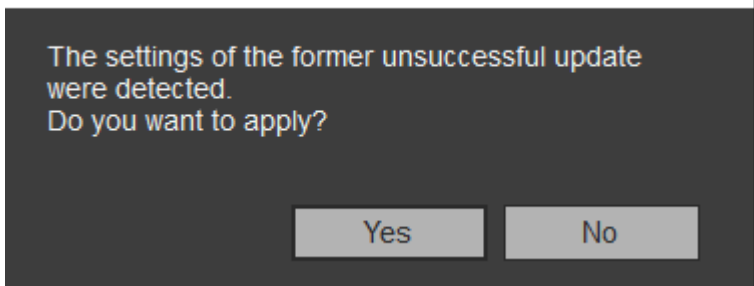 The settings of the former unsuccessful update
were detected.
Do you want to apply?
Yes
No